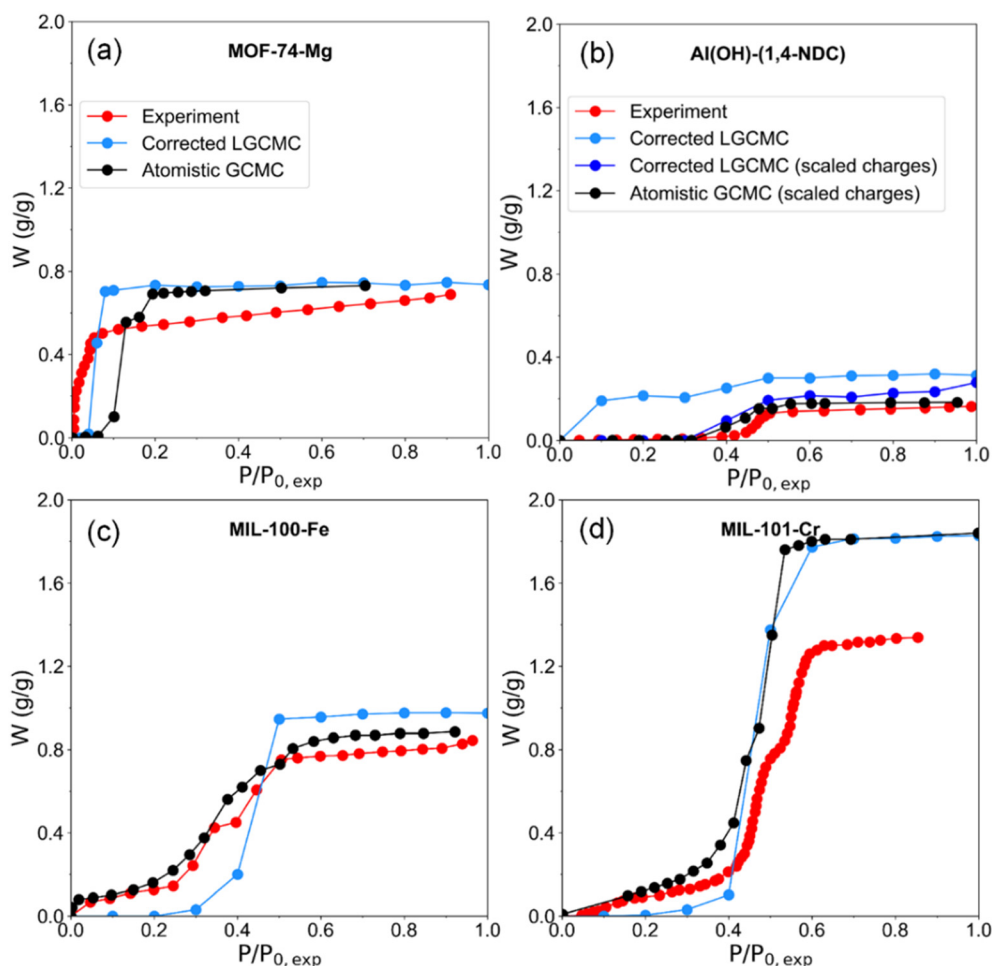 (a) MOF-74-Mg
Experiment
Corrected LGCMC
Atomistic GCMC
W (g/g)
2.0
1.6
1.2
0.8
0.4
0.0
0.0 0.2 0.4 0.6 0.8 1.0
P/P0, exp
(b) Al(OH)-(1,4-NDC)
Experiment
Corrected LGCMC
Corrected LGCMC (scaled charges)
Atomistic GCMC (scaled charges)
W (g/g)
2.0
1.6
1.2
0.8
0.4
0.0
0.0 0.2 0.4 0.6 0.8 1.0
P/P0, exp
(c) MIL-100-Fe
W (g/g)
2.0
1.6
1.2
0.8
0.4
0.0
0.0 0.2 0.4 0.6 0.8 1.0
P/P0, exp
(d) MIL-101-Cr
W (g/g)
2.0
1.6
1.2
0.8
0.4
0.0
0.0 0.2 0.4 0.6 0.8 1.0
P/P0, exp